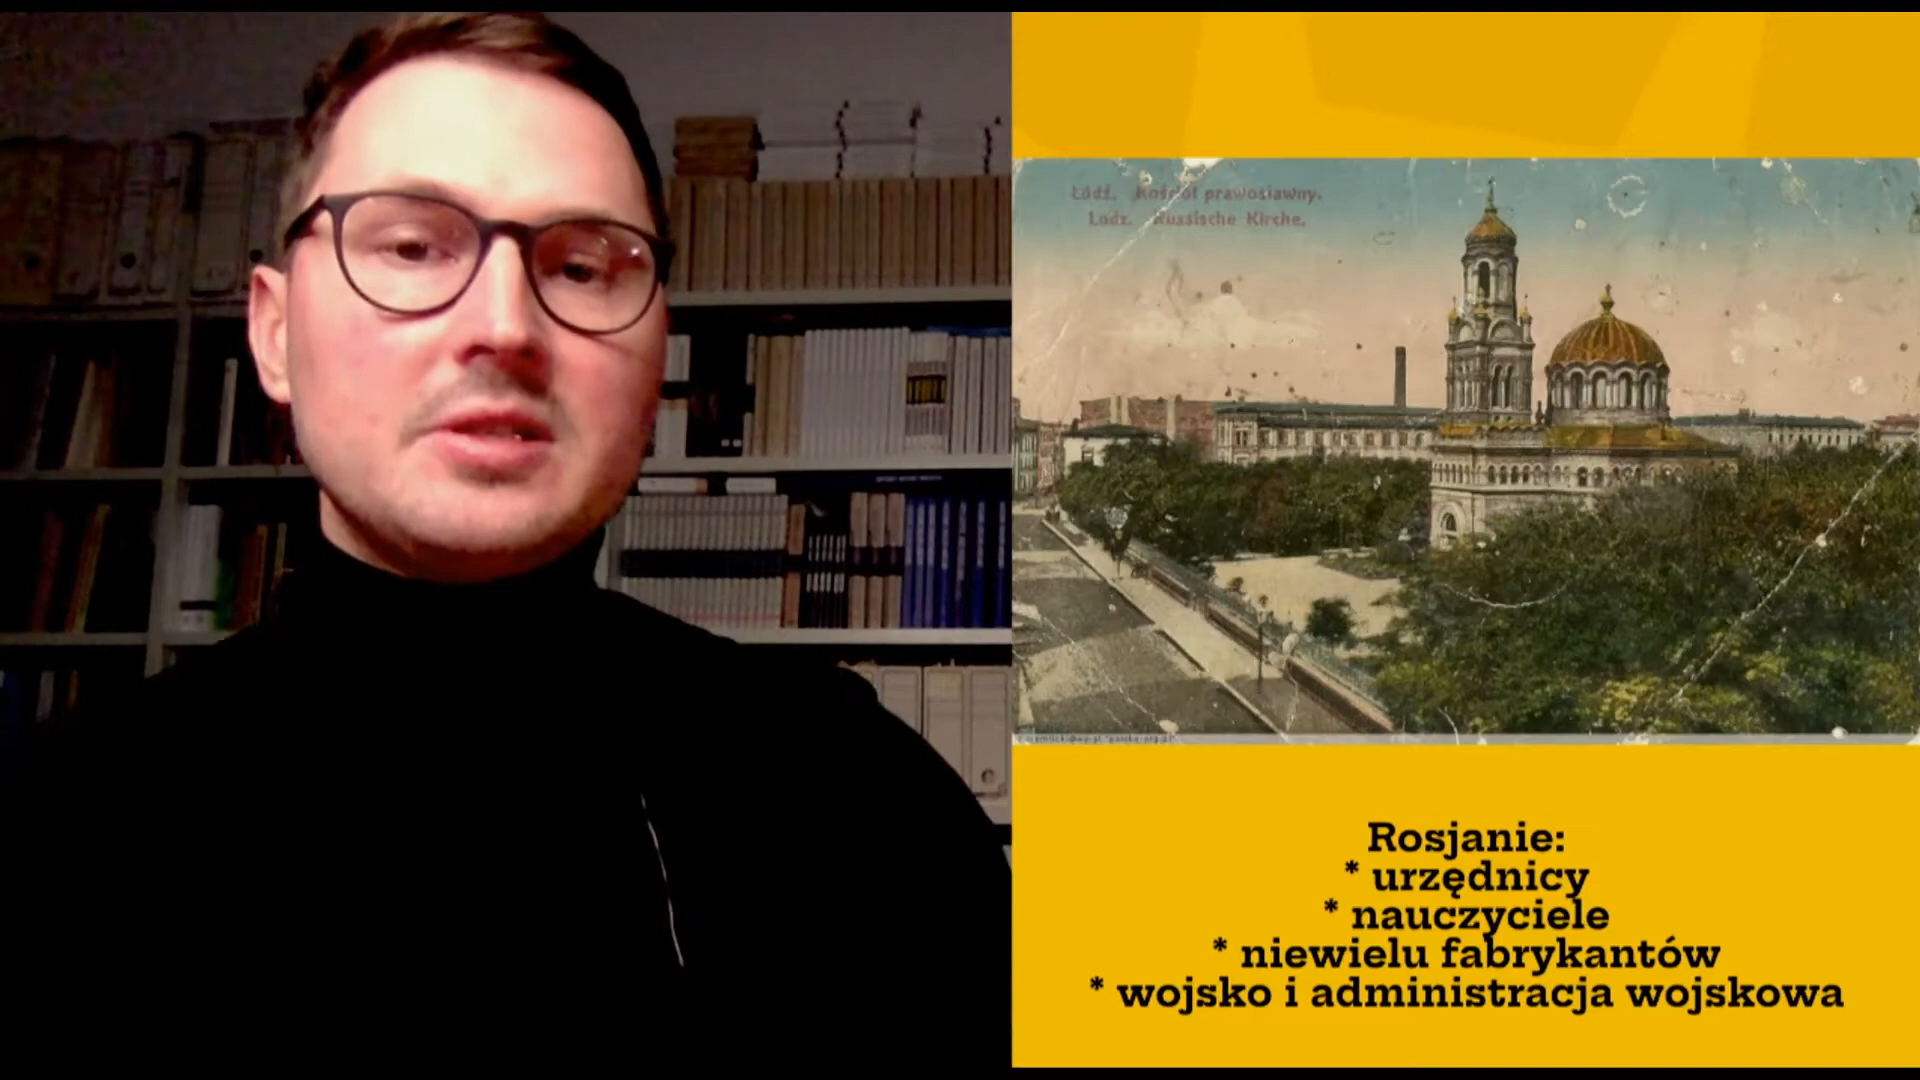 Łódź. Kościół prawosławny.
Lodz. Russische Kirche.
Rosjanie:
* urzędnicy
* nauczyciele
* niewielu fabrykantów
* wojsko i administracja wojskowa